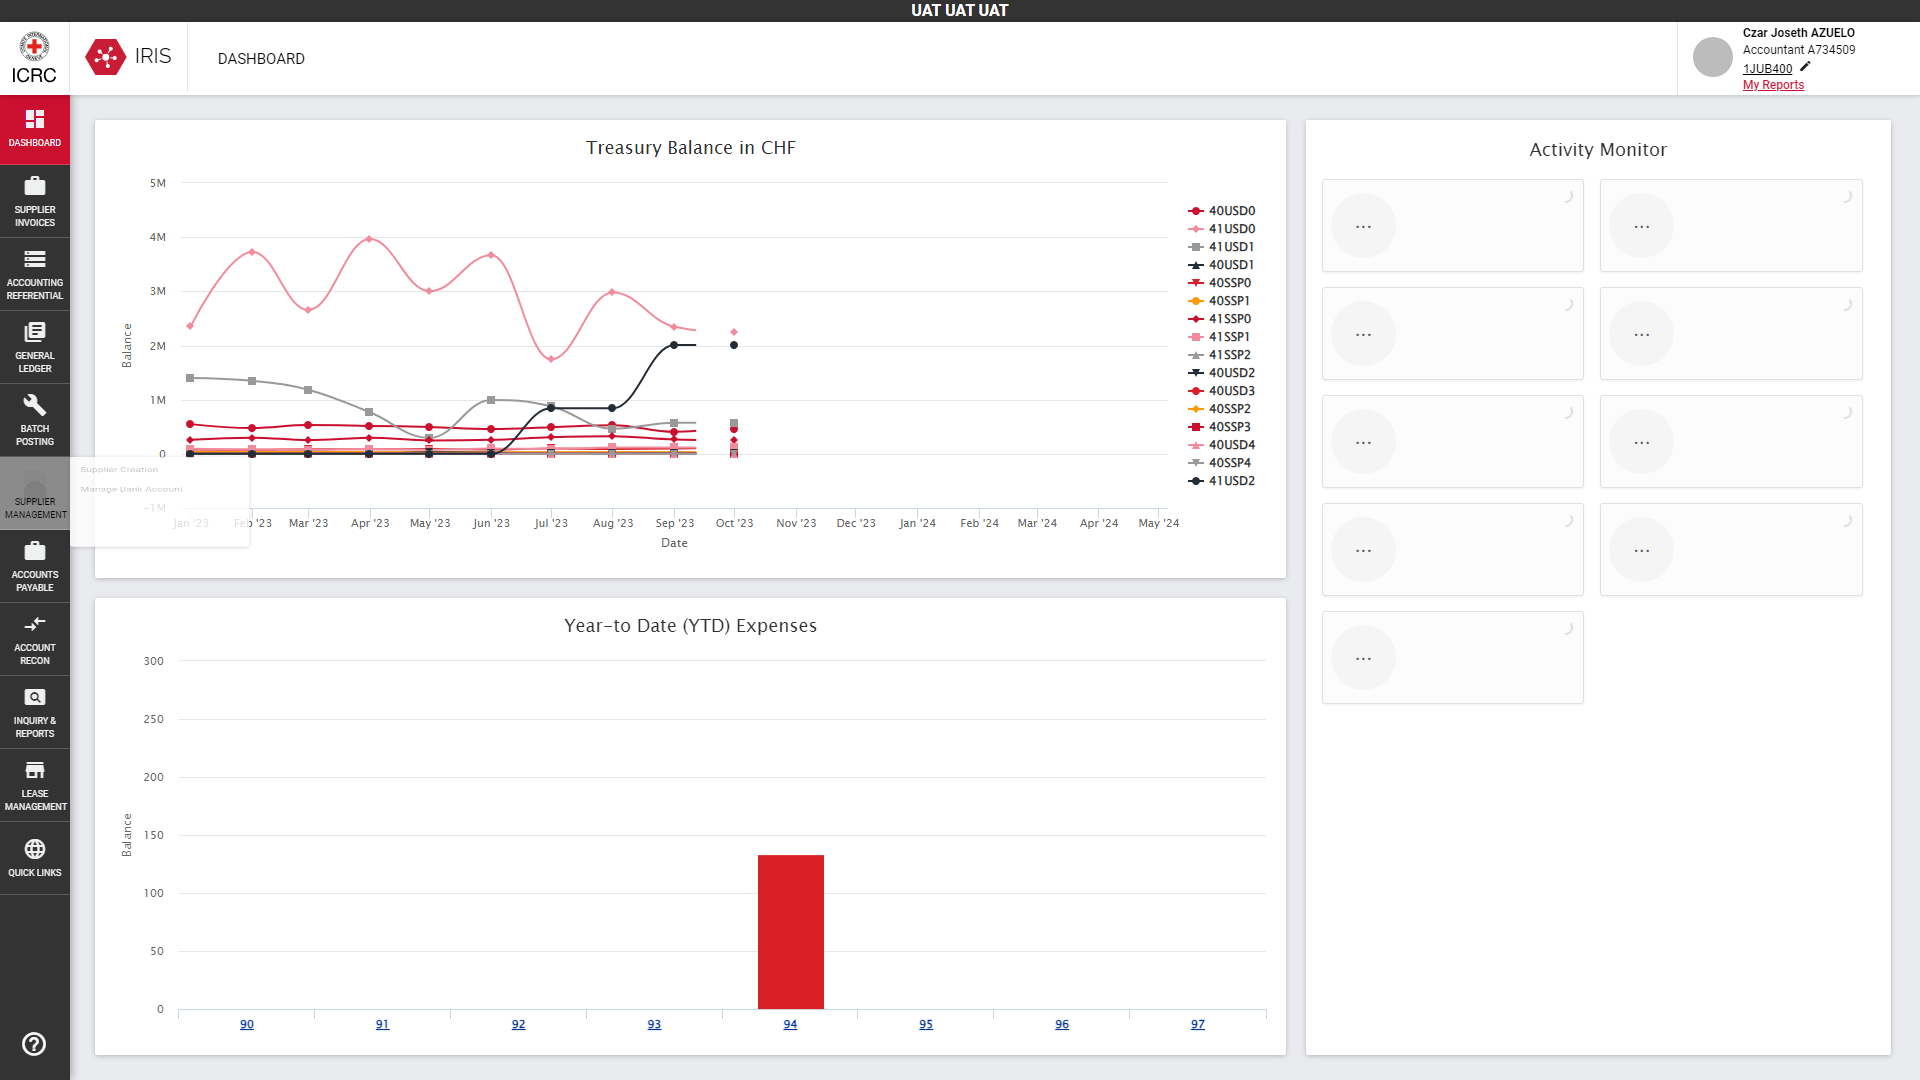 UAT UAT UAT
ICRC
IRIS
DASHBOARD
Czar Joseth AZUELO
Accountant A734509
1JUB400
My Reports
DASHBOARD
SUPPLIER
INVOICES
ACCOUNTING
REFERENTIAL
GENERAL
LEDGER
BATCH
POSTING
SUPPLIER
MANAGEMENT
Supplier Creation
Manage Bank Account
ACCOUNTS
PAYABLE
ACCOUNT
RECON
INQUIRY &
REPORTS
LEASE
MANAGEMENT
QUICK LINKS
Treasury Balance in CHF
5M
4M
3M
2M
1M
0
-1M
Balance
Jan '23 Feb '23 Mar '23 Apr '23 May '23 Jun '23 Jul '23 Aug '23 Sep '23 Oct '23 Nov '23 Dec '23 Jan '24 Feb '24 Mar '24 Apr '24 May '24
Date
40USD0
41USD0
41USD1
40USD1
40SSP0
40SSP1
41SSP0
41SSP1
41SSP2
40USD2
40USD3
40SSP2
40SSP3
40USD4
40SSP4
41USD2
Year-to Date (YTD) Expenses
300
250
200
150
100
50
0
Balance
90 91 92 93 94 95 96 97
Activity Monitor
... ...
... ...
... ...
... ...
...